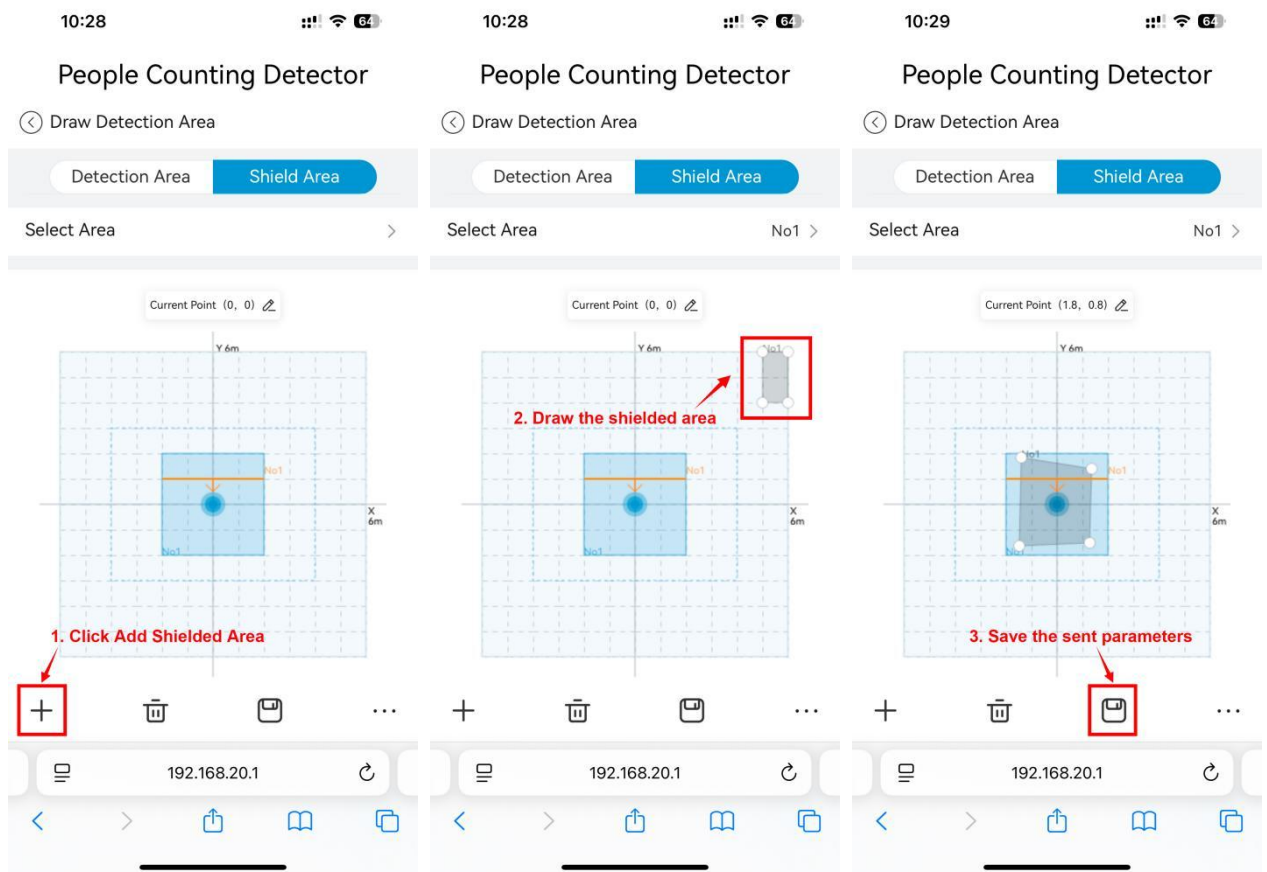 10:28
64
People Counting Detector
Draw Detection Area
Detection Area
Shield Area
Select Area
Current Point (0, 0)
Y 6m
No1
X
6m
No1
1. Click Add Shielded Area
192.168.20.1
10:28
64
People Counting Detector
Draw Detection Area
Detection Area
Shield Area
Select Area
No1
Current Point (0, 0)
Y 6m
No1
2. Draw the shielded area
No1
X
6m
No1
192.168.20.1
10:29
64
People Counting Detector
Draw Detection Area
Detection Area
Shield Area
Select Area
No1
Current Point (1.8, 0.8)
Y 6m
No1
No1
X
6m
No1
3. Save the sent parameters
192.168.20.1